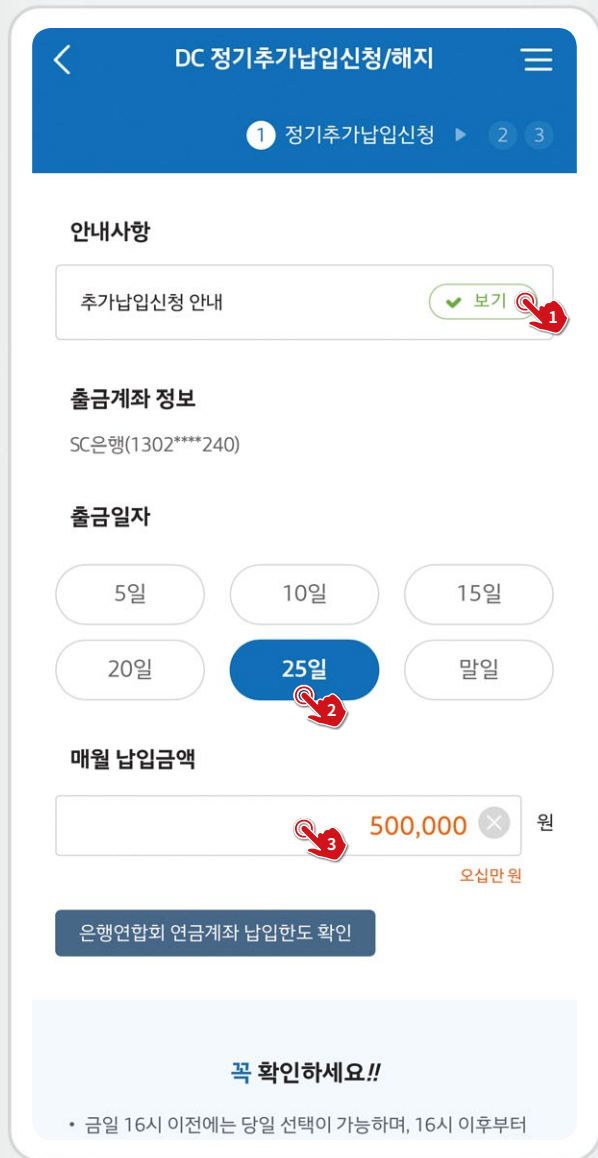 DC 정기추가납입신청/해지
1 정기추가납입신청 ▶ 2 3
안내사항
추가납입신청 안내
보기
1
출금계좌 정보
SC은행(1302****240)
출금일자
5일 10일 15일
20일 25일 말일
2
매월 납입금액
500,000 원
3
오십만 원
은행연합회 연금계좌 납입한도 확인
꼭 확인하세요!!
• 금일 16시 이전에는 당일 선택이 가능하며, 16시 이후부터